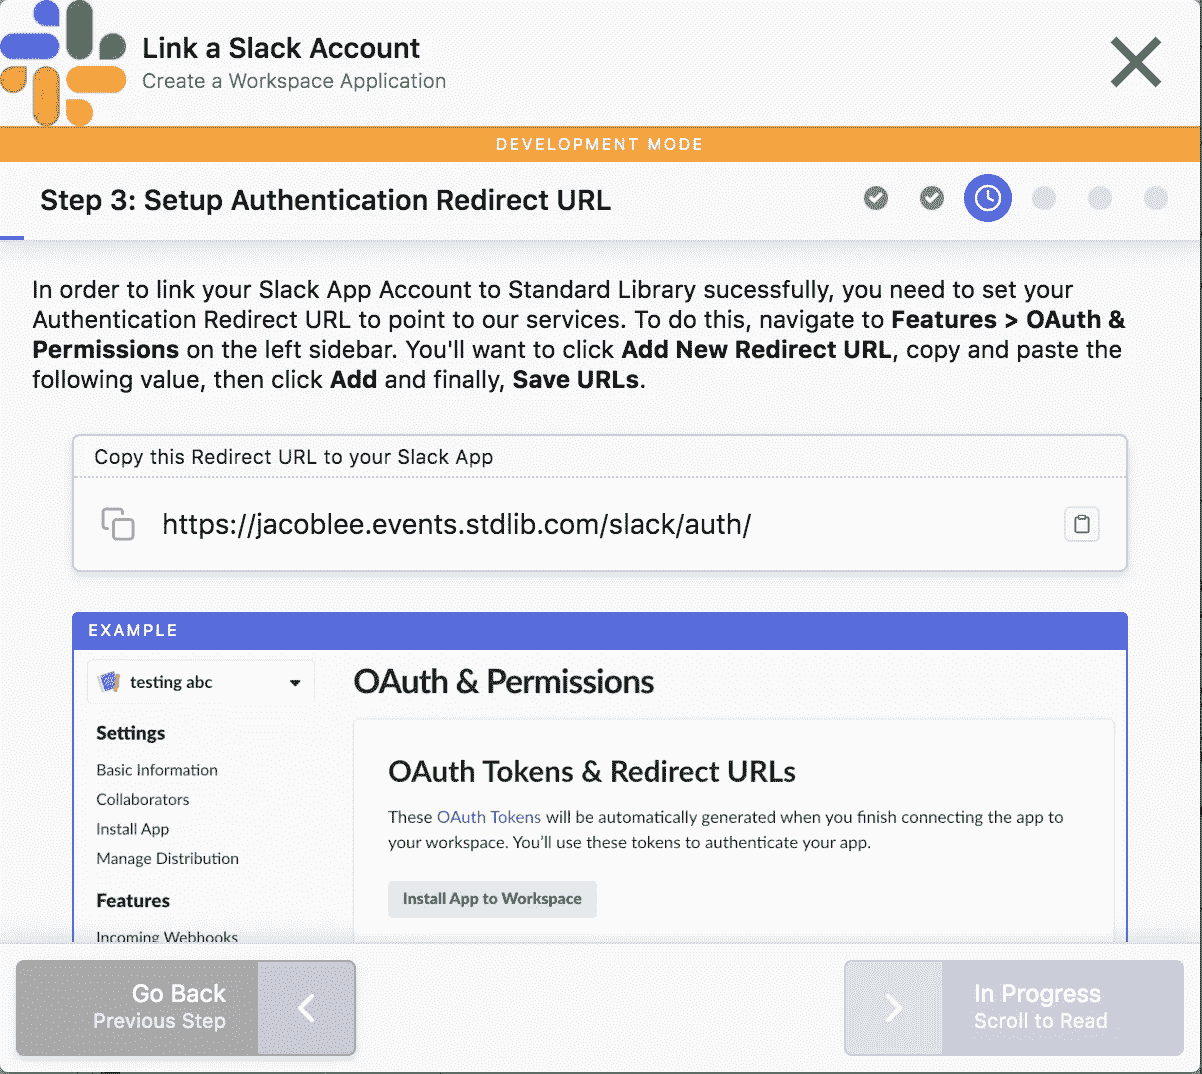 Link a Slack Account
Create a Workspace Application
DEVELOPMENT MODE
Step 3: Setup Authentication Redirect URL
In order to link your Slack App Account to Standard Library sucessfully, you need to set your
Authentication Redirect URL to point to our services. To do this, navigate to Features > OAuth &
Permissions on the left sidebar. You'll want to click Add New Redirect URL, copy and paste the
following value, then click Add and finally, Save URLs.
Copy this Redirect URL to your Slack App
https://jacoblee.events.stdlib.com/slack/auth/
EXAMPLE
testing abc
Settings
Basic Information
Collaborators
Install App
Manage Distribution
Features
Incoming Webhooks
OAuth & Permissions
OAuth Tokens & Redirect URLs
These OAuth Tokens will be automatically generated when you finish connecting the app to
your workspace. You’ll use these tokens to authenticate your app.
Install App to Workspace
Go Back
Previous Step
In Progress
Scroll to Read